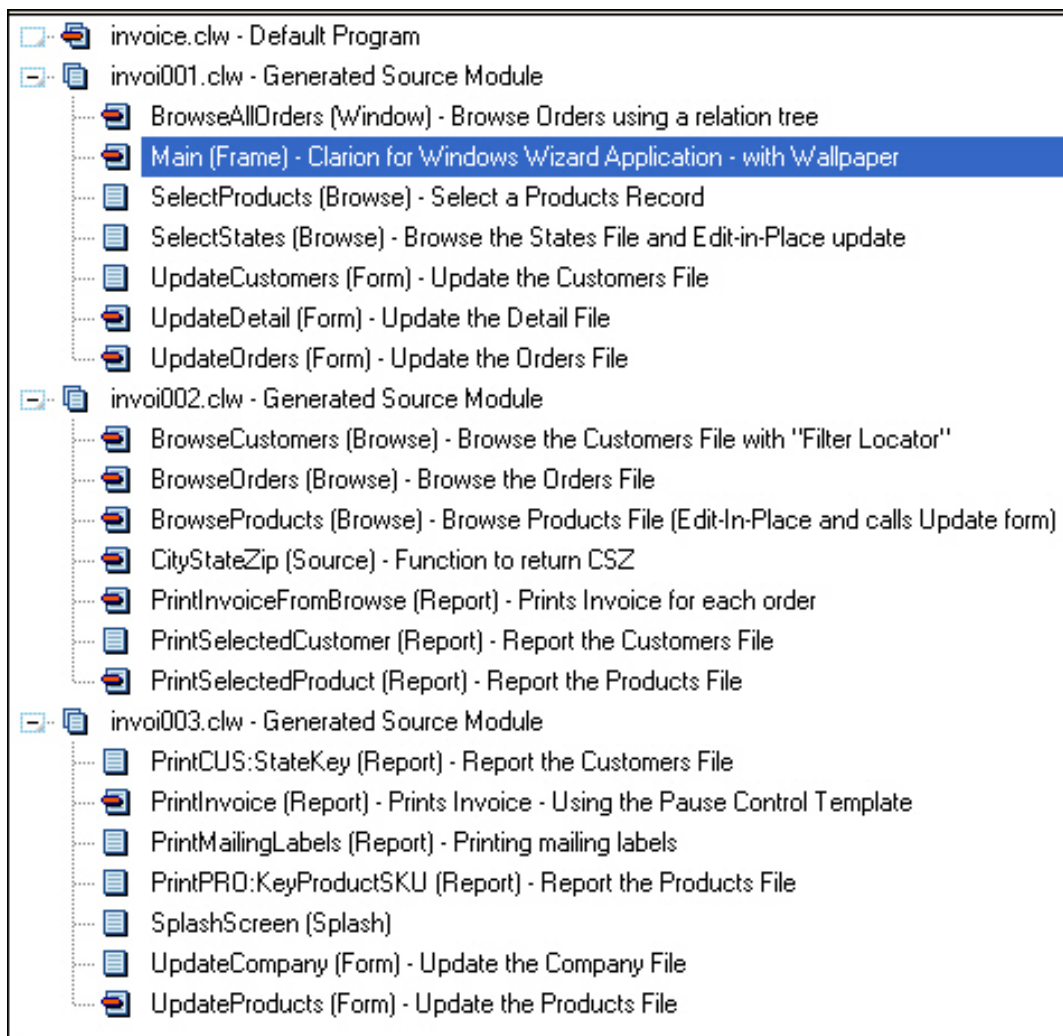 invoice.clw - Default Program
invoi001.clw - Generated Source Module
BrowseAllOrders (Window) - Browse Orders using a relation tree
Main (Frame) - Clarion for Windows Wizard Application - with Wallpaper
SelectProducts (Browse) - Select a Products Record
SelectStates (Browse) - Browse the States File and Edit-in-Place update
UpdateCustomers (Form) - Update the Customers File
UpdateDetail (Form) - Update the Detail File
UpdateOrders (Form) - Update the Orders File
invoi002.clw - Generated Source Module
BrowseCustomers (Browse) - Browse the Customers File with "Filter Locator"
BrowseOrders (Browse) - Browse the Orders File
BrowseProducts (Browse) - Browse Products File (Edit-In-Place and calls Update form)
CityStateZip (Source) - Function to return CSZ
PrintInvoiceFromBrowse (Report) - Prints Invoice for each order
PrintSelectedCustomer (Report) - Report the Customers File
PrintSelectedProduct (Report) - Report the Products File
invoi003.clw - Generated Source Module
PrintCUS:StateKey (Report) - Report the Customers File
PrintInvoice (Report) - Prints Invoice - Using the Pause Control Template
PrintMailingLabels (Report) - Printing mailing labels
PrintPRO:KeyProductSKU (Report) - Report the Products File
SplashScreen (Splash)
UpdateCompany (Form) - Update the Company File
UpdateProducts (Form) - Update the Products File